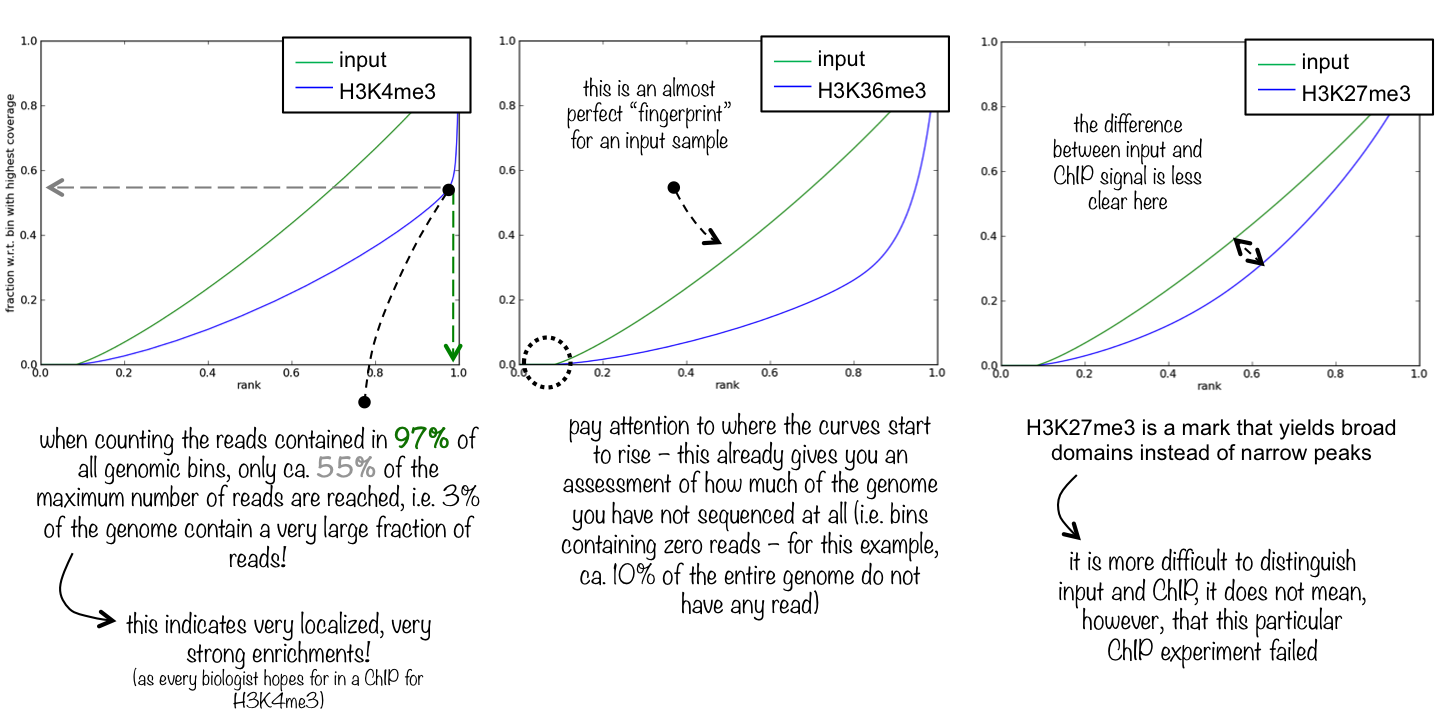 input
H3K4me3
fraction w.r.t. bin with highest coverage
1.0
0.8
0.6
0.4
0.2
0.0
0.0 0.2 0.4 0.6 0.8 1.0
rank
when counting the reads contained in 97% of
all genomic bins, only ca. 55% of the
maximum number of reads are reached, i.e. 3%
of the genome contain a very large fraction of
reads!
this indicates very localized, very
strong enrichments!
(as every biologist hopes for in a ChIP for
H3K4me3)
input
H3K36me3
this is an almost
perfect “fingerprint”
for an input sample
1.0
0.8
0.6
0.4
0.2
0.0
0.0 0.2 0.4 0.6 0.8 1.0
rank
pay attention to where the curves start
to rise – this already gives you an
assessment of how much of the genome
you have not sequenced at all (i.e. bins
containing zero reads – for this example,
ca. 10% of the entire genome do not
have any read)
input
H3K27me3
the difference
between input and
ChIP signal is less
clear here
1.0
0.8
0.6
0.4
0.2
0.0
0.0 0.2 0.4 0.6 0.8 1.0
rank
H3K27me3 is a mark that yields broad
domains instead of narrow peaks
it is more difficult to distinguish
input and ChIP, it does not mean,
however, that this particular
ChIP experiment failed